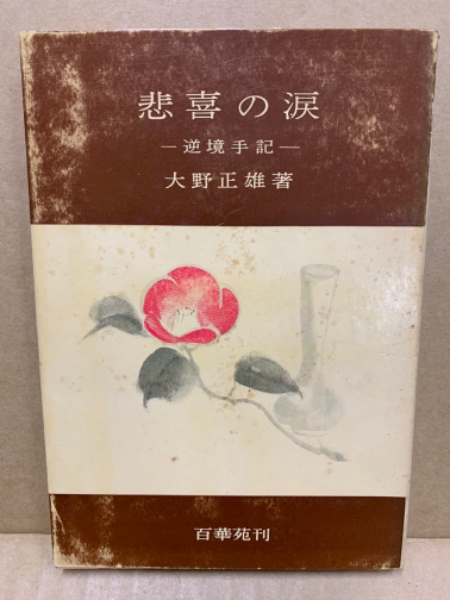 悲喜の涙
―逆境手記―
大野正雄著
百華苑刊